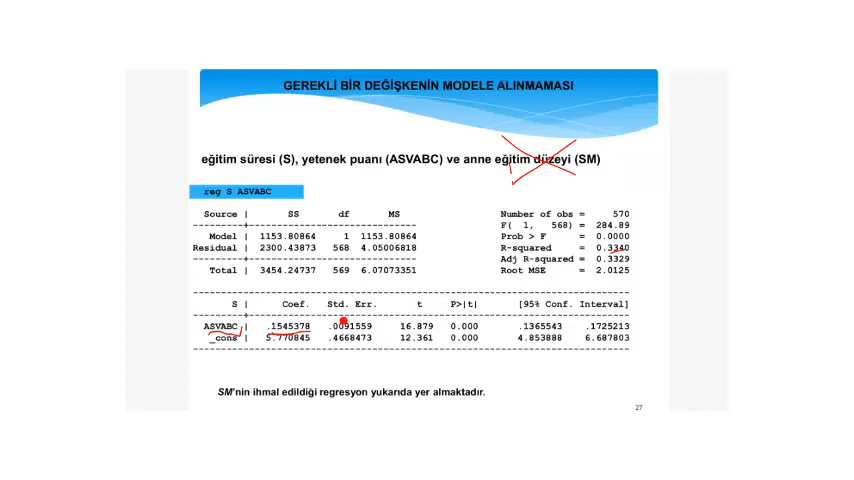 GEREKLİ BİR DEĞİŞKENİN MODELE ALINMAMASI
eğitim süresi (S), yetenek puanı (ASVABC) ve anne eğitim düzeyi (SM)
reg S ASVABC
Source | SS df MS Number of obs = 570
---------+------------------------------ F( 1, 568) = 284.89
Model | 1153.80864 1 1153.80864 Prob > F = 0.0000
Residual | 2300.43873 568 4.05006818 R-squared = 0.3340
---------+------------------------------ Adj R-squared = 0.3329
Total | 3454.24737 569 6.07073351 Root MSE = 2.0125
------------------------------------------------------------------------------
S | Coef. Std. Err. t P>|t| [95% Conf. Interval]
---------+--------------------------------------------------------------------
ASVABC | .1545378 .0091559 16.879 0.000 .1365543 .1725213
_cons | 5.770845 .4668473 12.361 0.000 4.853888 6.687803
------------------------------------------------------------------------------
SM'nin ihmal edildiği regresyon yukarıda yer almaktadır.
27